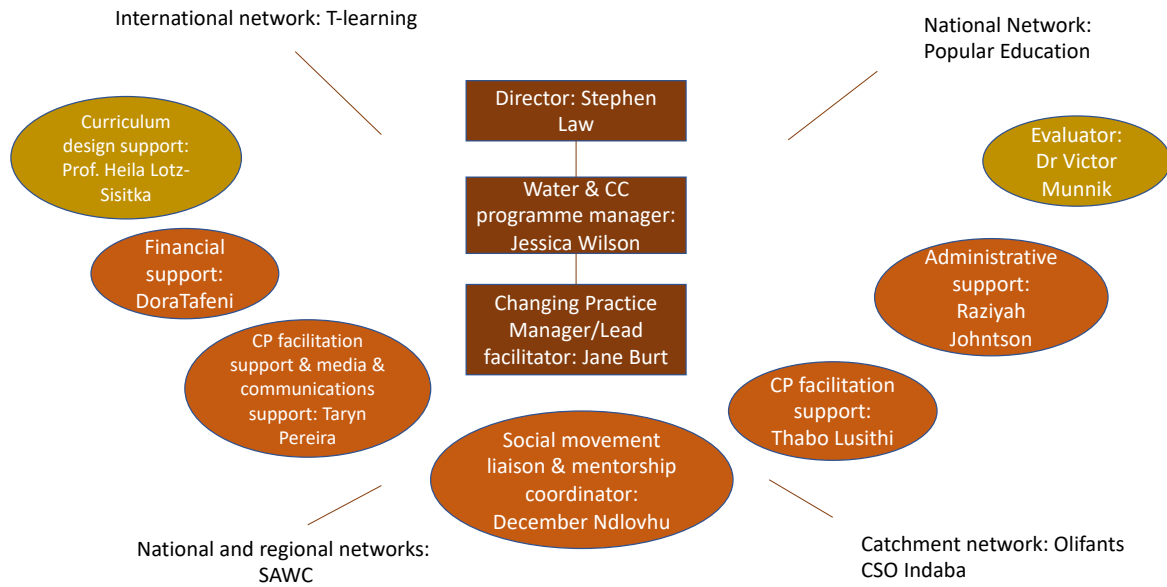 International network: T-learning
National Network:
Popular Education
Director: Stephen
Law
Curriculum
design support:
Prof. Heila Lotz-
Sisitka
Evaluator:
Dr Victor
Munnik
Water & CC
programme manager:
Jessica Wilson
Financial
support:
DoraTafeni
Administrative
support:
Raziyah
Johntson
Changing Practice
Manager/Lead
facilitator: Jane Burt
CP facilitation
support & media &
communications
support: Taryn
Pereira
CP facilitation
support:
Thabo Lusithi
Social movement
liaison & mentorship
coordinator:
December Ndlovhu
National and regional networks:
SAWC
Catchment network: Olifants
CSO Indaba